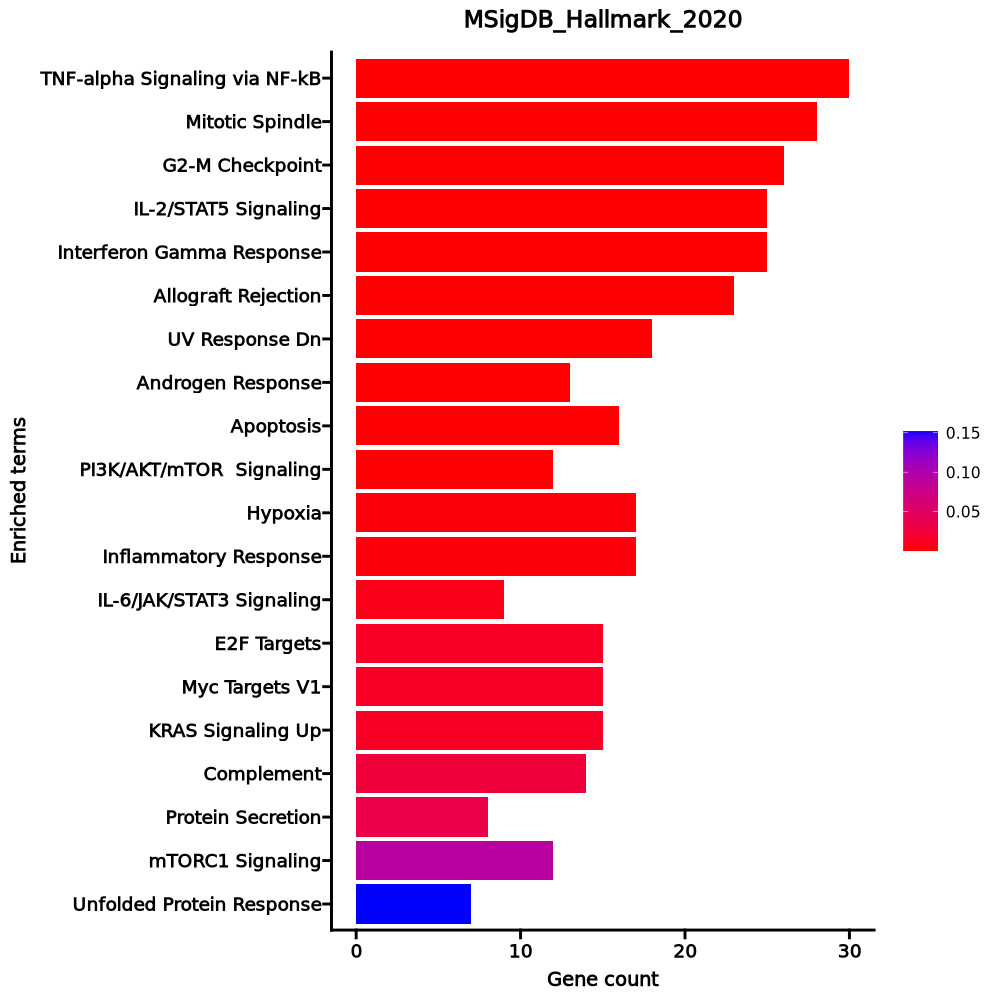 MSigDB_Hallmark_2020
TNF-alpha Signaling via NF-kB
Mitotic Spindle
G2-M Checkpoint
IL-2/STAT5 Signaling
Interferon Gamma Response
Allograft Rejection
UV Response Dn
Androgen Response
Apoptosis
PI3K/AKT/mTOR  Signaling
Hypoxia
Inflammatory Response
IL-6/JAK/STAT3 Signaling
E2F Targets
Myc Targets V1
KRAS Signaling Up
Complement
Protein Secretion
mTORC1 Signaling
Unfolded Protein Response
Enriched terms
0 10 20 30
Gene count
0.15
0.10
0.05